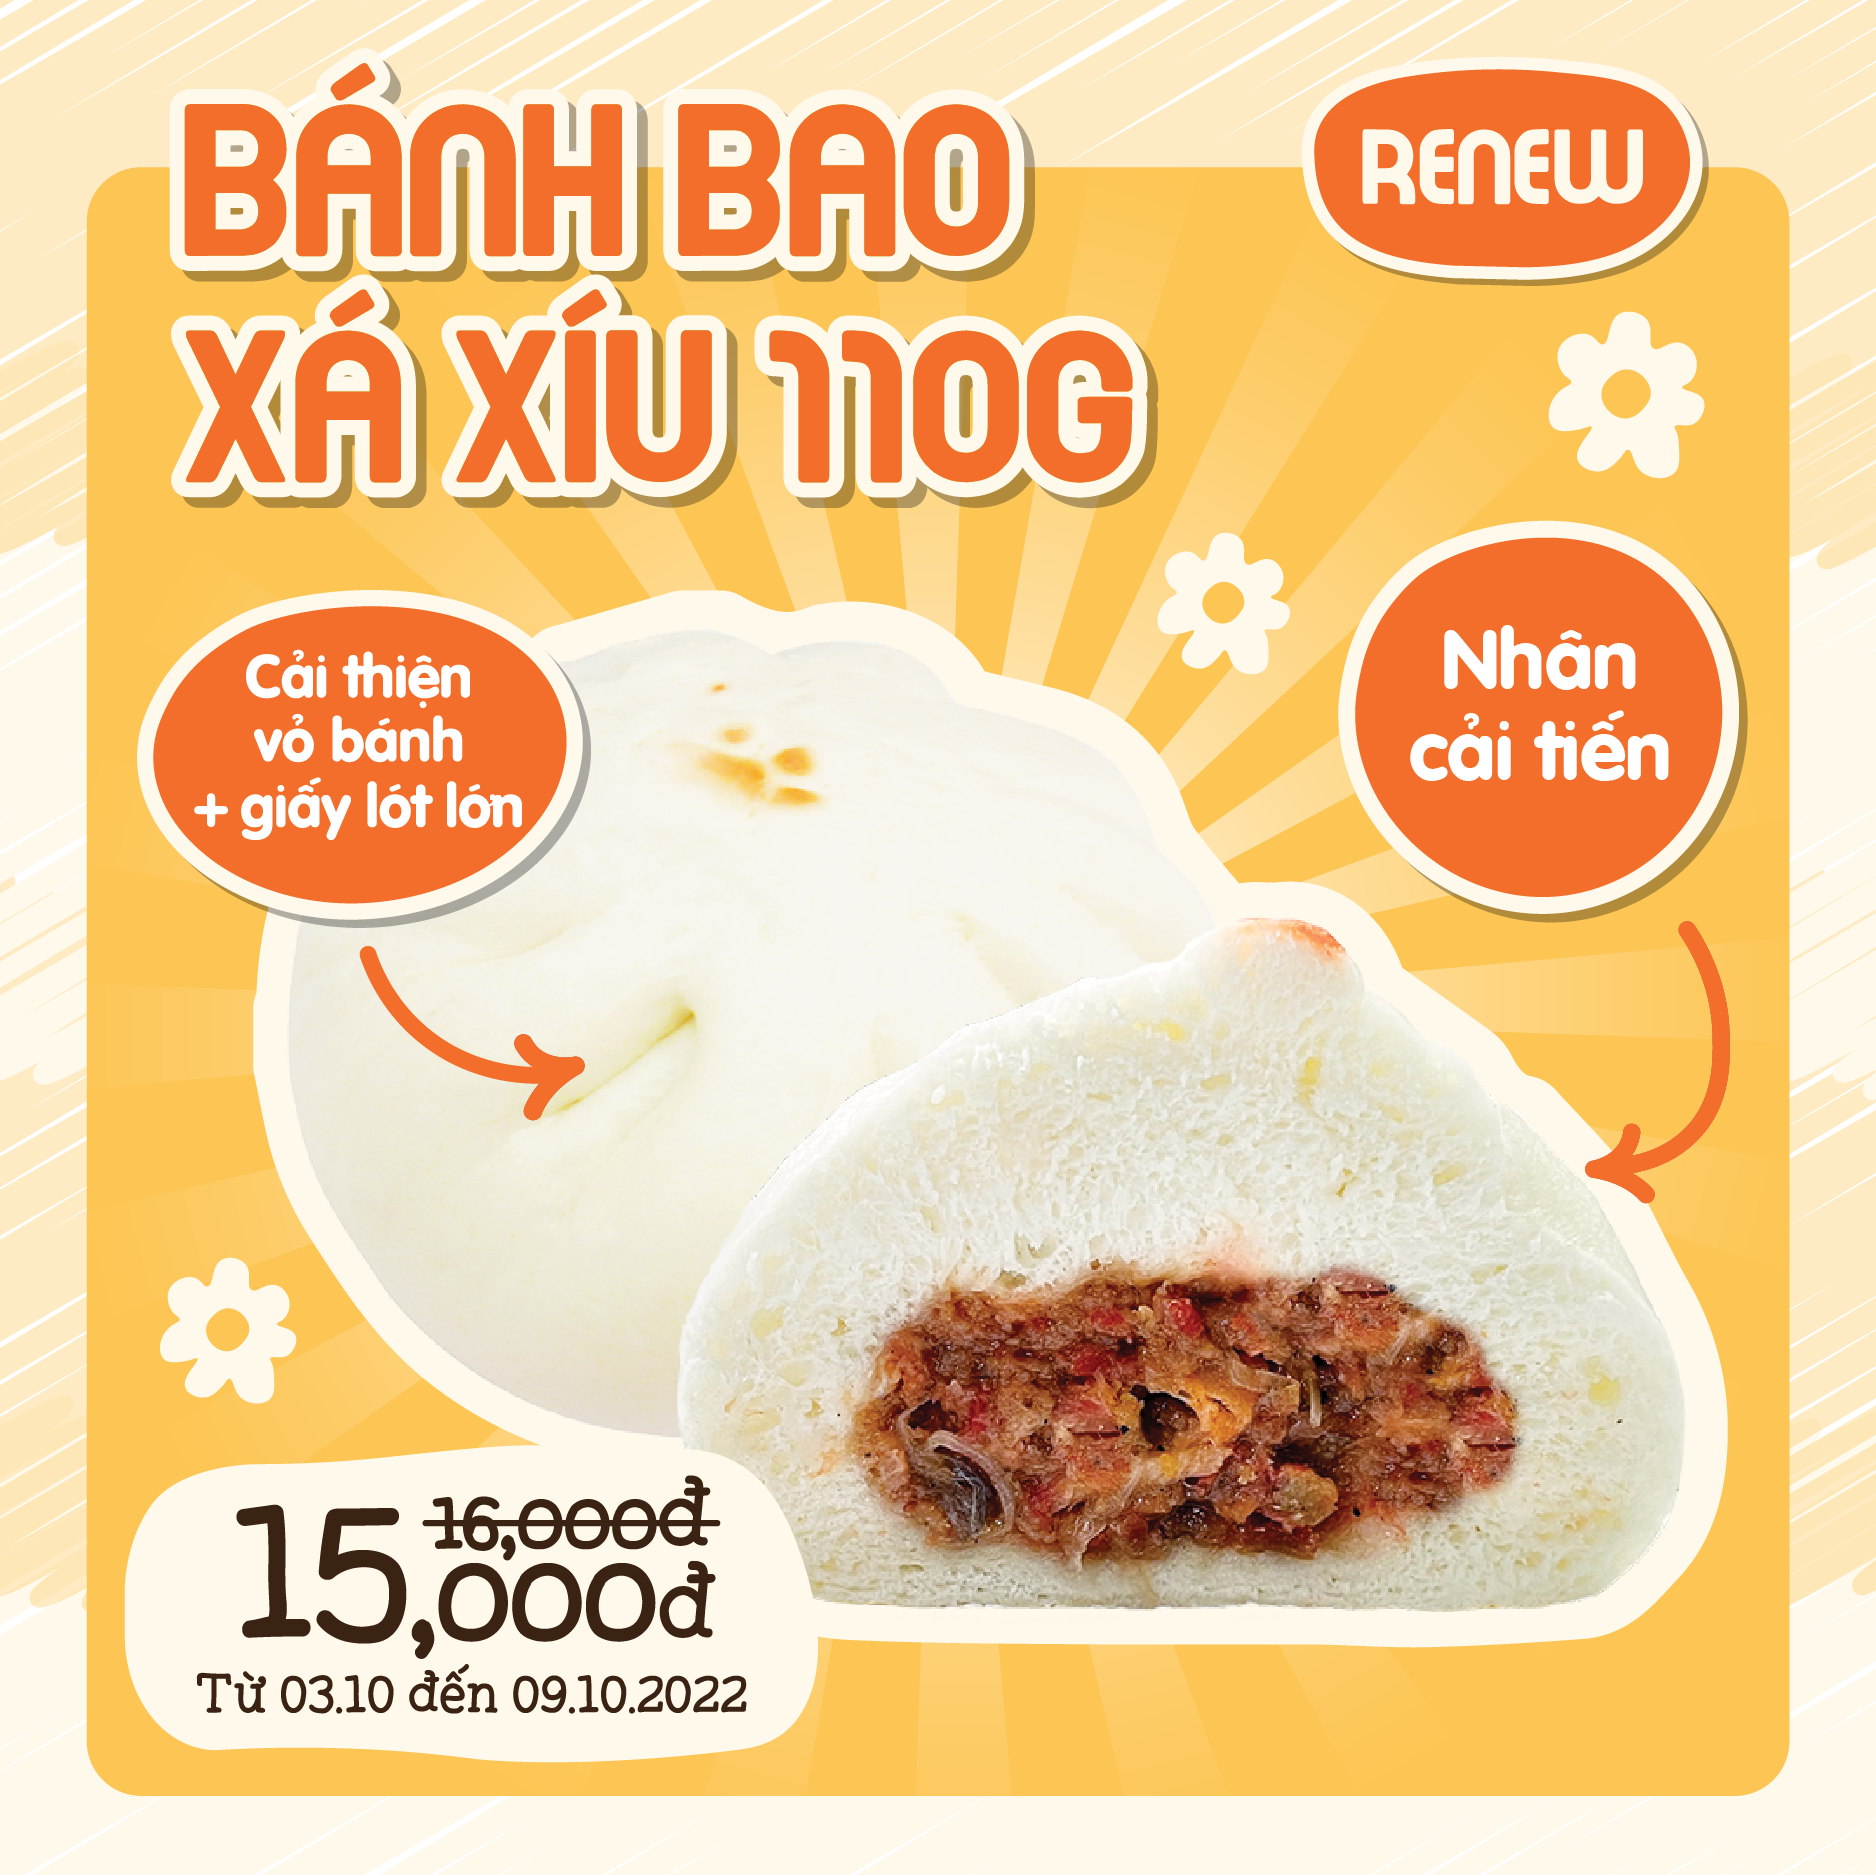 BÁNH BAO
XÁ XÍU 110G
RENEW
Cải thiện
vỏ bánh
+ giấy lót lớn
Nhân
cải tiến
16,000đ
15,000đ
Từ 03.10 đến 09.10.2022